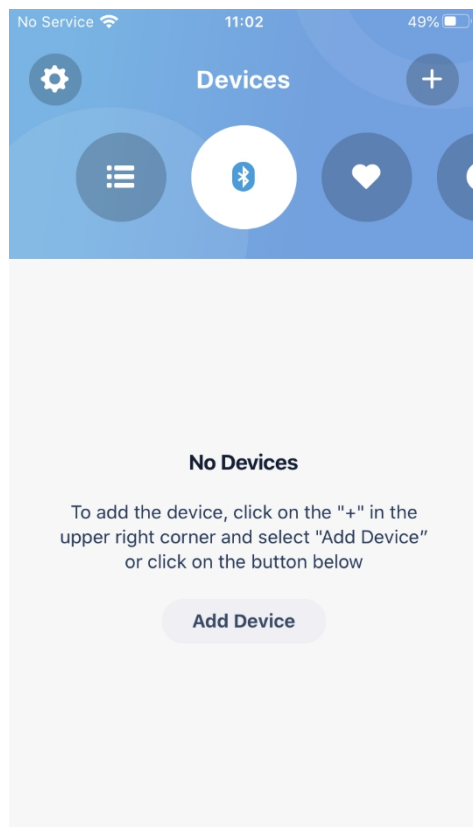 No Service 11:02 49%
Devices
No Devices
To add the device, click on the "+" in the
upper right corner and select "Add Device”
or click on the button below
Add Device